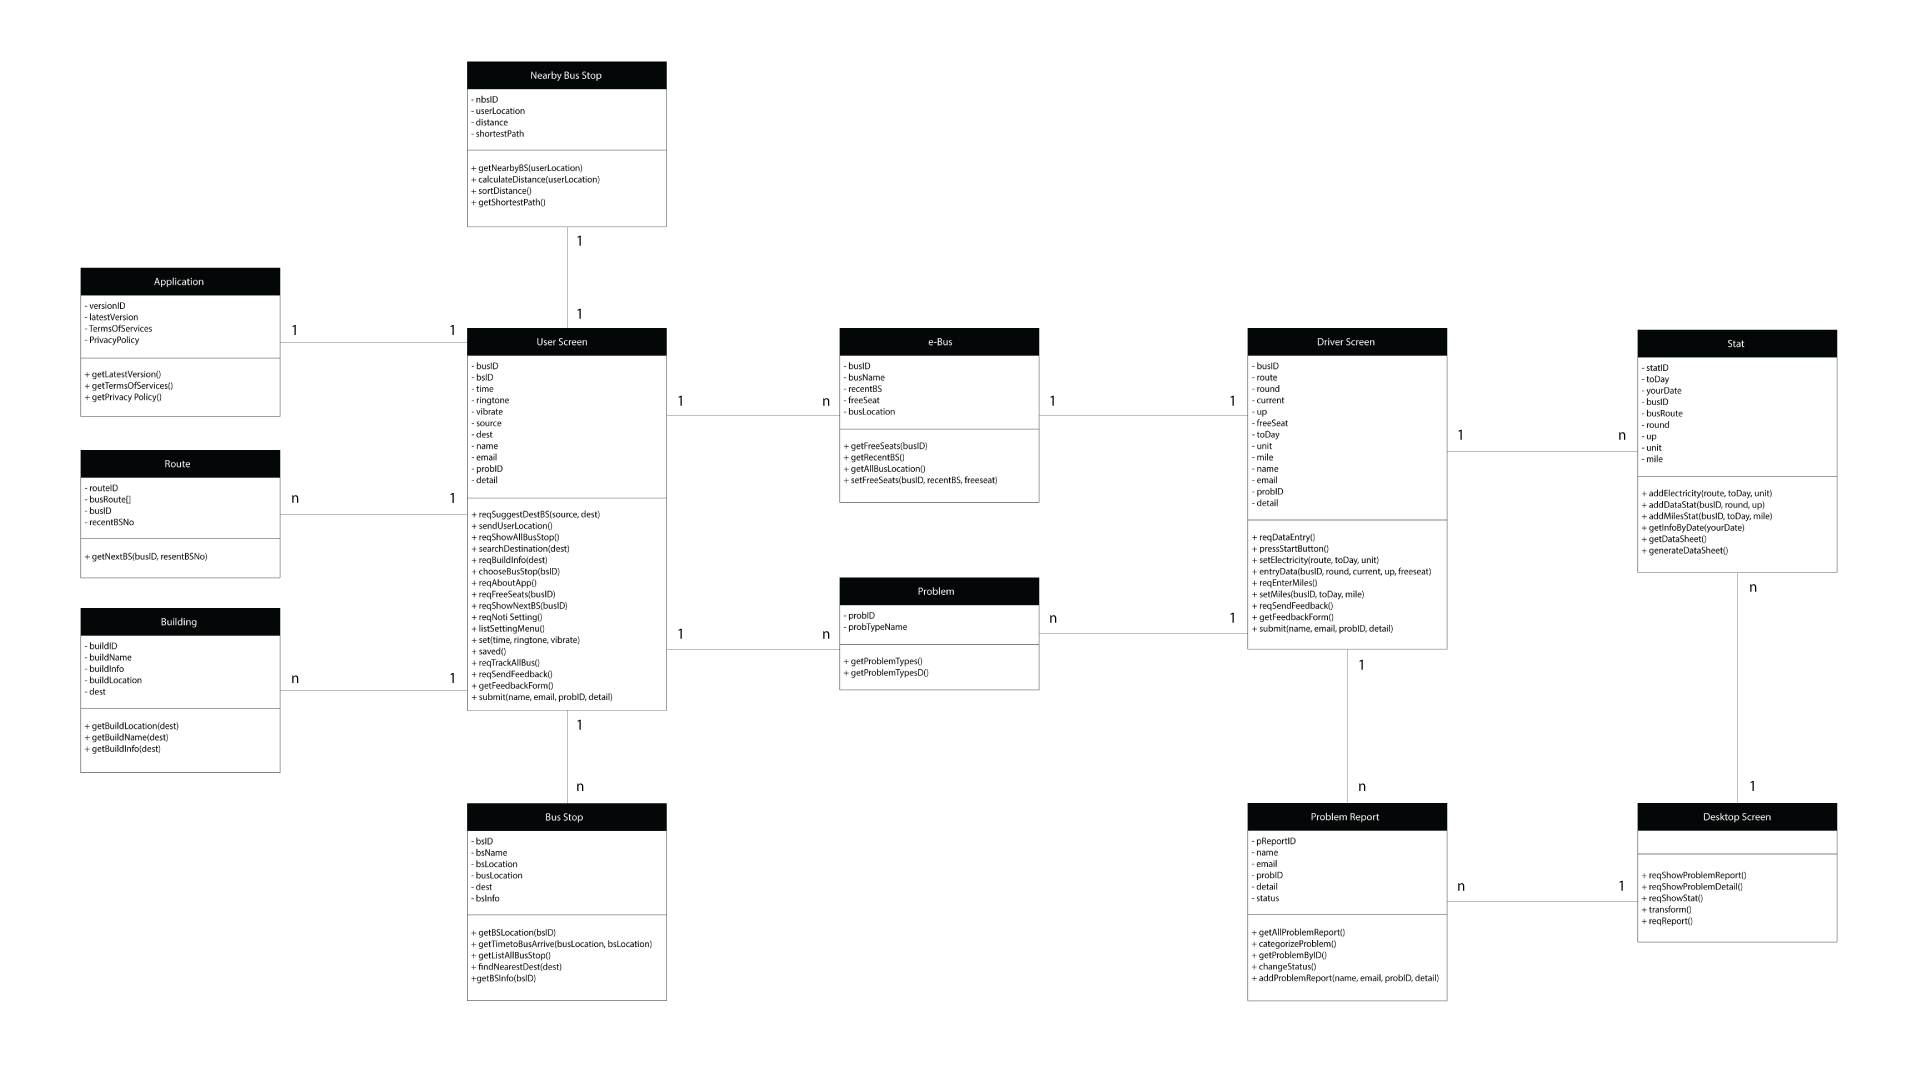 Nearby Bus Stop
- nbsID
- userLocation
- distance
- shortestPath
+ getNearbyBS(userLocation)
+ calculateDistance(userLocation)
+ sortDistance()
+ getShortestPath()
1
1
Application
- versionID
- latestVersion
- TermsOfServices
- PrivacyPolicy
+ getLatestVersion()
+ getTermsOfServices()
+ getPrivacy Policy()
1
1
Route
- routeID
- busRoute[]
- busID
- recentBSNo
+ getNextBS(busID, resentBSNo)
n
1
Building
- buildID
- buildName
- buildInfo
- buildLocation
- dest
+ getBuildLocation(dest)
+ getBuildName(dest)
+ getBuildInfo(dest)
n
1
User Screen
- busID
- bsID
- time
- ringtone
- vibrate
- source
- dest
- name
- email
- probID
- detail
+ reqSuggestDestBS(source, dest)
+ sendUserLocation()
+ reqShowAllBusStop()
+ searchDestination(dest)
+ reqBuildInfo(dest)
+ chooseBusStop(bsID)
+ reqAboutApp()
+ reqFreeSeats(busID)
+ reqShowNextBS(busID)
+ reqNoti Setting()
+ listSettingMenu()
+ set(time, ringtone, vibrate)
+ saved()
+ reqTrackAllBus()
+ reqSendFeedback()
+ getFeedbackForm()
+ submit(name, email, probID, detail)
1
n
Bus Stop
- bsID
- bsName
- bsLocation
- busLocation
- dest
- bsInfo
+ getBSLocation(bsID)
+ getTimetoBusArrive(busLocation, bsLocation)
+ getListAllBusStop()
+ findNearestDest(dest)
+getBSInfo(bsID)
1
n
e-Bus
- busID
- busName
- recentBS
- freeSeat
- busLocation
+ getFreeSeats(busID)
+ getRecentBS()
+ getAllBusLocation()
+ setFreeSeats(busID, recentBS, freeseat)
1
1
1
n
Problem
- probID
- probTypeName
+ getProblemTypes()
+ getProblemTypesD()
n
1
Driver Screen
- busID
- route
- round
- current
- up
- freeSeat
- toDay
- unit
- mile
- name
- email
- probID
- detail
+ reqDataEntry()
+ pressStartButton()
+ setElectricity(route, toDay, unit)
+ entryData(busID, round, current, up, freeseat)
+ reqEnterMiles()
+ setMiles(busID, toDay, mile)
+ reqSendFeedback()
+ getFeedbackForm()
+ submit(name, email, probID, detail)
1
n
Stat
- statID
- toDay
- yourDate
- busID
- busRoute
- round
- up
- unit
- mile
+ addElectricity(route, toDay, unit)
+ addDataStat(busID, round, up)
+ addMilesStat(busID, toDay, mile)
+ getInfoByDate(yourDate)
+ getDataSheet()
+ generateDataSheet()
1
n
n
1
Problem Report
- pReportID
- name
- email
- probID
- detail
- status
+ getAllProblemReport()
+ categorizeProblem()
+ getProblemByID()
+ changeStatus()
+ addProblemReport(name, email, probID, detail)
n
1
Desktop Screen
+ reqShowProblemReport()
+ reqShowProblemDetail()
+ reqShowStat()
+ transform()
+ reqReport()